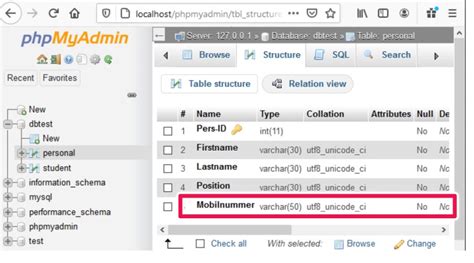 localhost/phpmyadmin/tbl_structure
phpMyAdmin
Recent Favorites
New
dbtest
New
personal
student
information_schema
mysql
performance_schema
phpmyadmin
test
Server: 127.0.0.1 » Database: dbtest » Table: personal
Browse Structure SQL Search
Table structure Relation view
# Name Type Collation Attributes Null De
1 Pers-ID int(11) No No
2 Firstname varchar(30) utf8_unicode_ci No No
3 Lastname varchar(30) utf8_unicode_ci No No
4 Position varchar(30) utf8_unicode_ci No No
Mobilnummer varchar(50) utf8_unicode_ci No No
Check all With selected: Browse Change